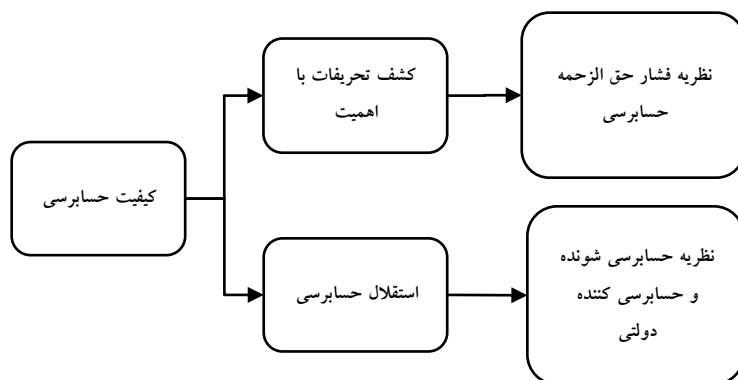 کشف تحریفات با
اهمیت
نظریه فشار حق الزحمه
حسابرسی
کیفیت حسابرسی
استقلال حسابرسی
نظریه حسابرسی شونده
و حسابرسی کننده
دولتی